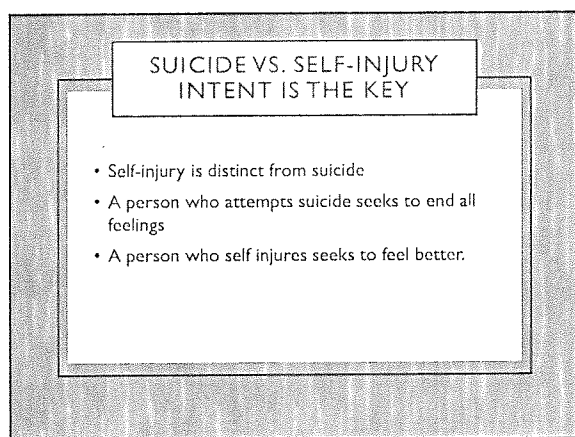 SUICIDE VS. SELF-INJURY
INTENT IS THE KEY
• Self-injury is distinct from suicide
• A person who attempts suicide seeks to end all
feelings
• A person who self injures seeks to feel better.